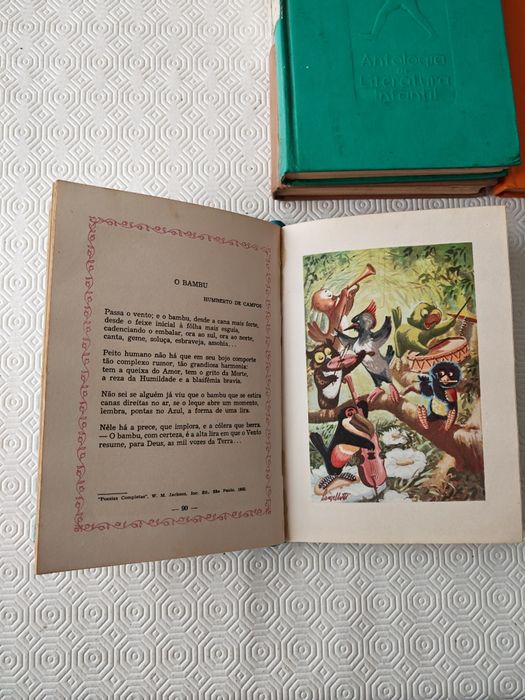 Antologia
da
Literatura
Infantil
O BAMBU
HUMBERTO DE CAMPOS
Passa o vento; e o bambu, desde a cana mais forte,
desde o feixe inicial à fôlha mais esguia,
cadenciando o embalar, ora ao sul, ora ao norte,
canta, geme, soluça, esbraveja, assobia...
Peito humano não há que em seu bojo comporte
tão complexo rumor, tão grandiosa harmonia:
tem a queixa do Amor, tem o grito da Morte,
a reza da Humildade e a blasfêmia bravia.
Não sei se alguém já viu que o bambu que se estira
canas direitas no ar, se o leque abre um momento,
lembra, pontas no Azul, a forma de uma lira.
Nêle há a prece, que implora, e a cólera que berra.
— O bambu, com certeza, é a alta lira em que o Vento
resume, para Deus, as mil vozes da Terra...
"Poesias Completas", W. M. Jackson, Inc. Ed., São Paulo,
— 90 —